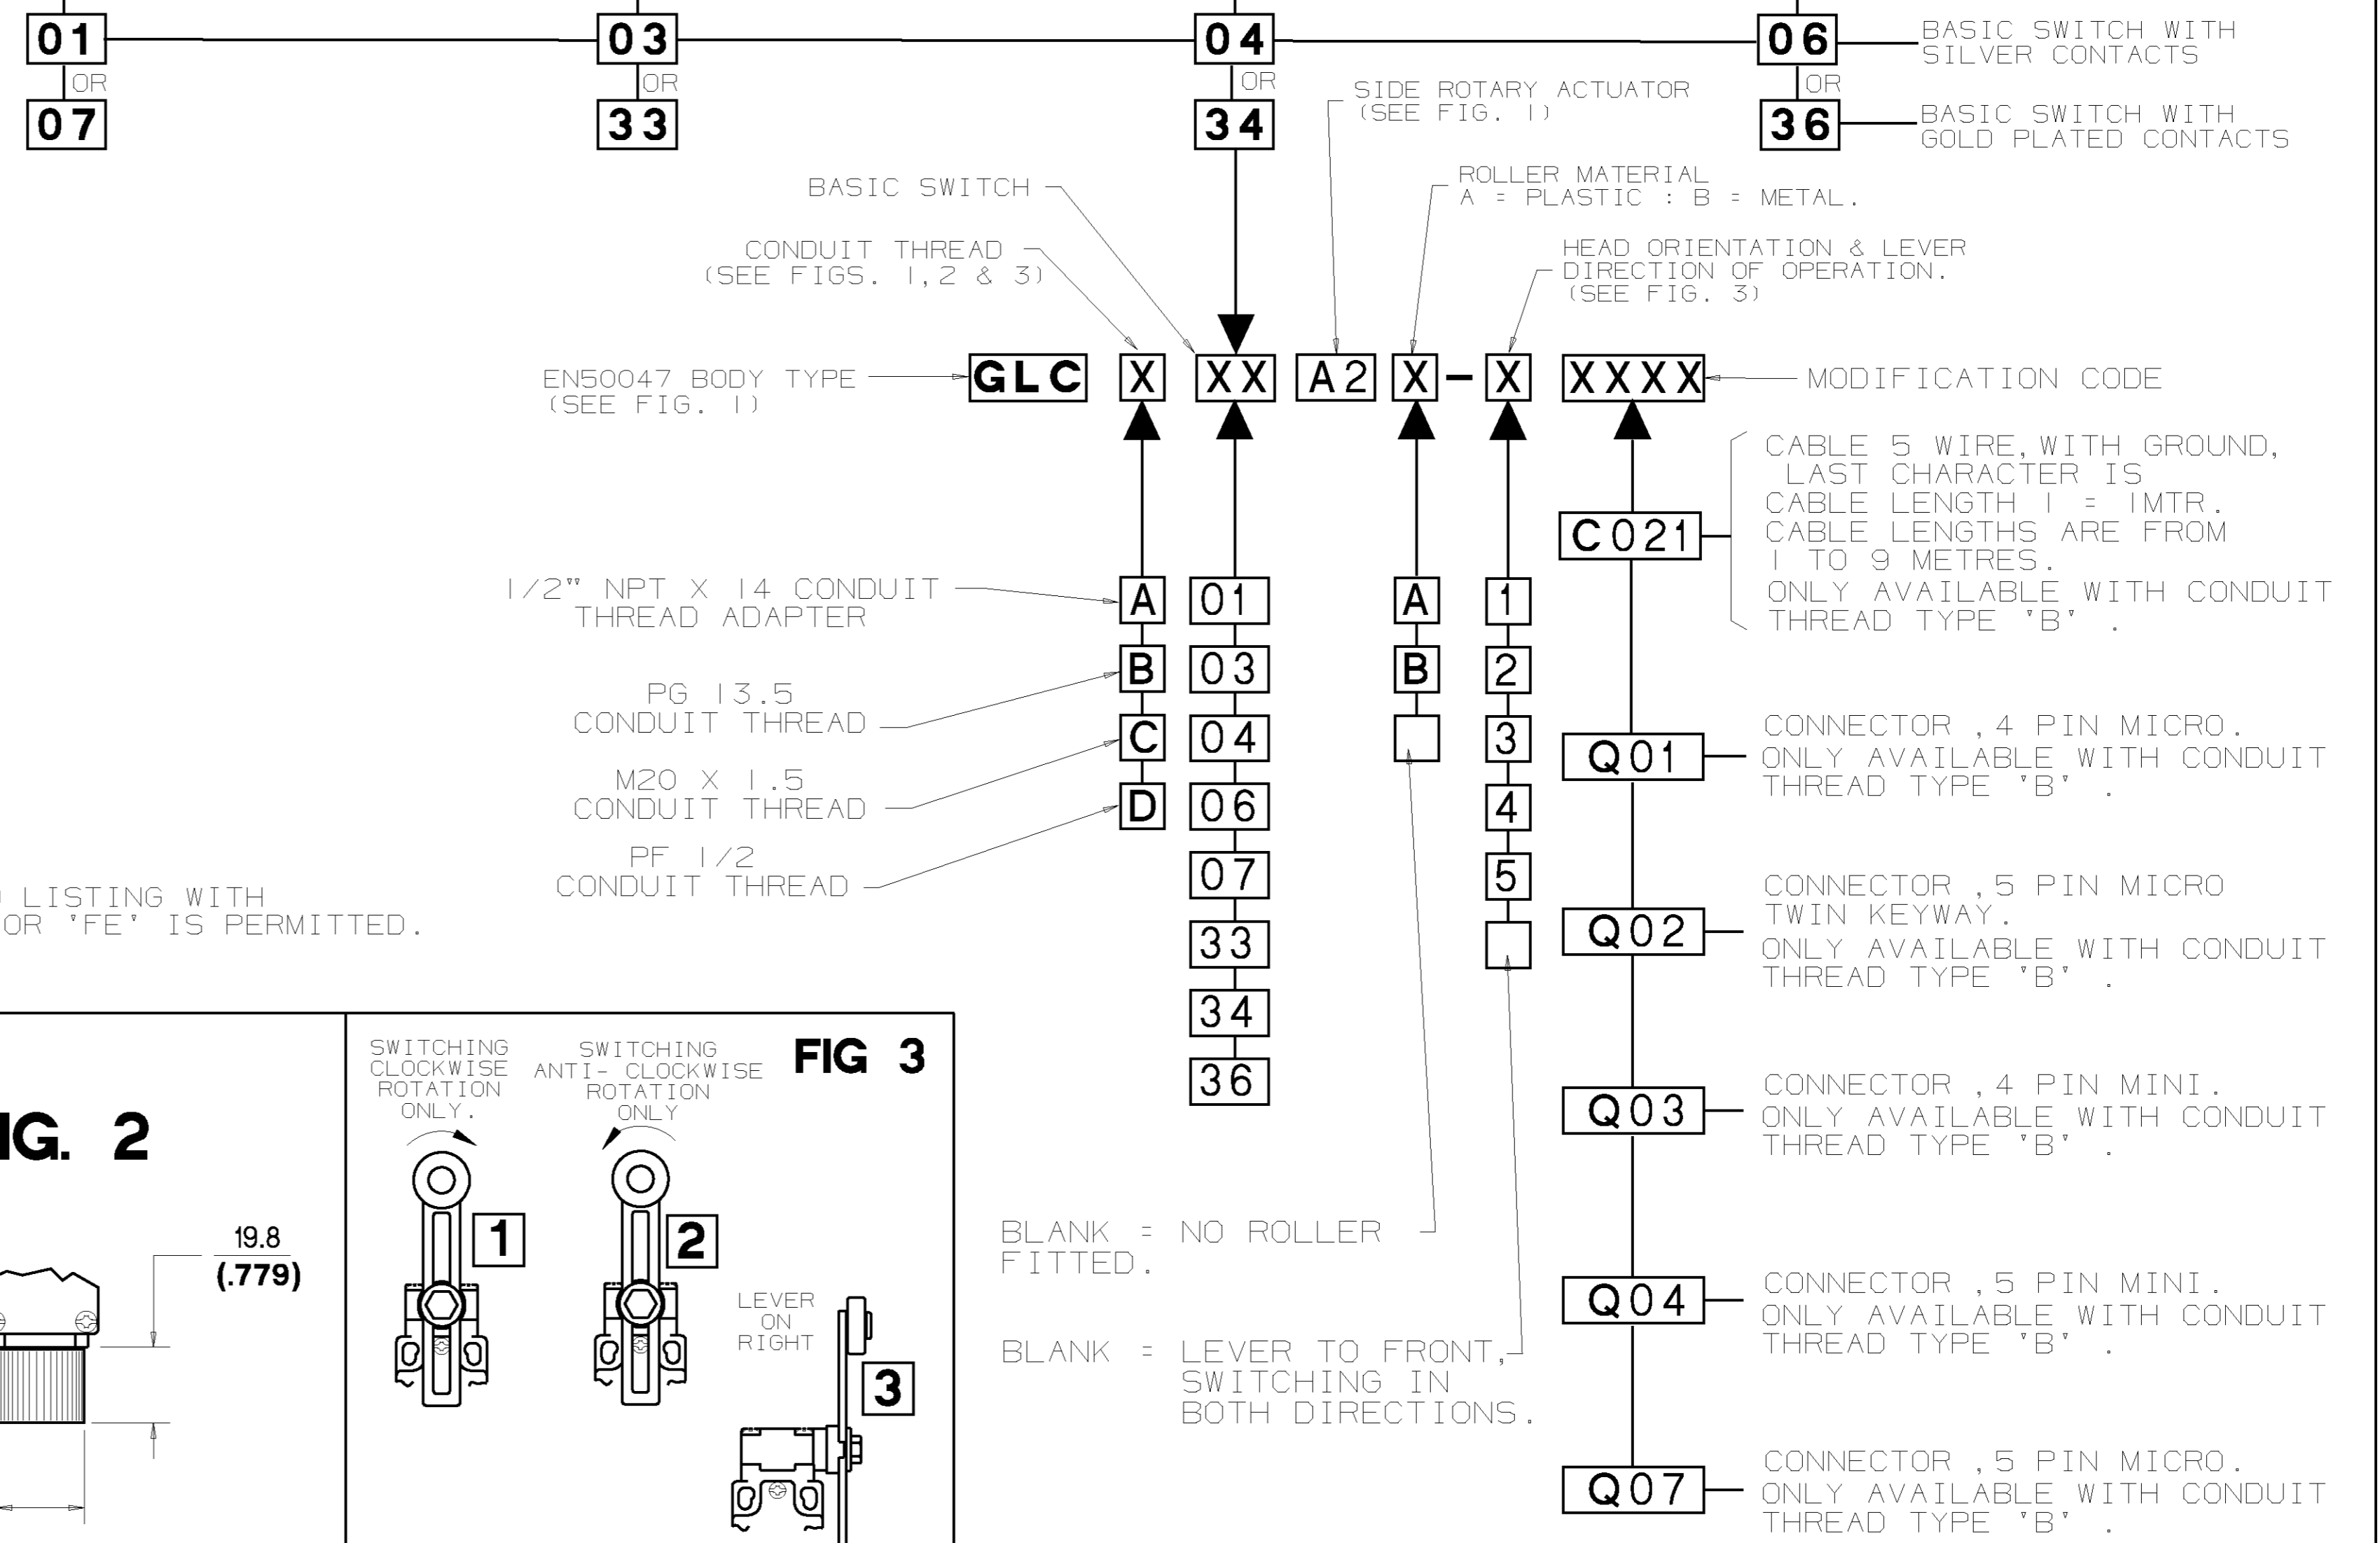 01
03
04
06
BASIC SWITCH WITH
SILVER CONTACTS
OR
OR
OR
OR
07
33
34
36
BASIC SWITCH WITH
GOLD PLATED CONTACTS
SIDE ROTARY ACTUATOR
(SEE FIG. 1)
BASIC SWITCH
ROLLER MATERIAL
A = PLASTIC : B = METAL.
CONDUIT THREAD
(SEE FIGS. 1,2 & 3)
HEAD ORIENTATION & LEVER
DIRECTION OF OPERATION.
(SEE FIG. 3)
EN50047 BODY TYPE
(SEE FIG. 1)
GLC X XX A2 X - X XXXX
MODIFICATION CODE
C021
CABLE 5 WIRE, WITH GROUND,
LAST CHARACTER IS
CABLE LENGTH 1 = 1MTR.
CABLE LENGTHS ARE FROM
1 TO 9 METRES.
ONLY AVAILABLE WITH CONDUIT
THREAD TYPE 'B' .
1/2" NPT X 14 CONDUIT
THREAD ADAPTER
PG 13.5
CONDUIT THREAD
M20 X 1.5
CONDUIT THREAD
PF 1/2
CONDUIT THREAD
A
B
C
D
01
03
04
06
07
33
34
36
A
B
1
2
3
4
5
Q01
CONNECTOR ,4 PIN MICRO.
ONLY AVAILABLE WITH CONDUIT
THREAD TYPE 'B' .
Q02
CONNECTOR ,5 PIN MICRO
TWIN KEYWAY.
ONLY AVAILABLE WITH CONDUIT
THREAD TYPE 'B' .
Q03
CONNECTOR ,4 PIN MINI.
ONLY AVAILABLE WITH CONDUIT
THREAD TYPE 'B' .
Q04
CONNECTOR ,5 PIN MINI.
ONLY AVAILABLE WITH CONDUIT
THREAD TYPE 'B' .
Q07
CONNECTOR ,5 PIN MICRO.
ONLY AVAILABLE WITH CONDUIT
THREAD TYPE 'B' .
BLANK = NO ROLLER
FITTED.
BLANK = LEVER TO FRONT,
SWITCHING IN
BOTH DIRECTIONS.
LISTING WITH
OR 'FE' IS PERMITTED.
IG. 2
19.8
(.779)
FIG 3
SWITCHING
CLOCKWISE
ROTATION
ONLY.
SWITCHING
ANTI- CLOCKWISE
ROTATION
ONLY
1
2
LEVER
ON
RIGHT
3